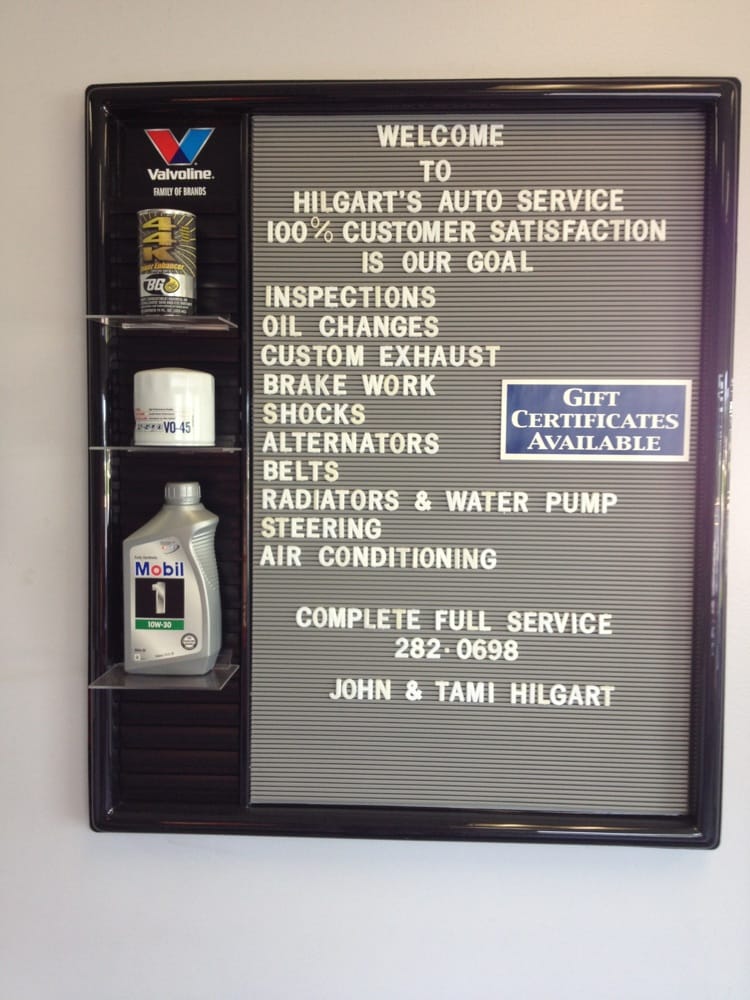 Valvoline.
FAMILY OF BRANDS
44K
BG
VO-45
Mobil
1
10W-30
WELCOME
TO
HILGART'S AUTO SERVICE
100% CUSTOMER SATISFACTION
IS OUR GOAL
INSPECTIONS
OIL CHANGES
CUSTOM EXHAUST
BRAKE WORK
SHOCKS
ALTERNATORS
BELTS
RADIATORS & WATER PUMP
STEERING
AIR CONDITIONING
GIFT
CERTIFICATES
AVAILABLE
COMPLETE FULL SERVICE
282·0698
JOHN & TAMI HILGART